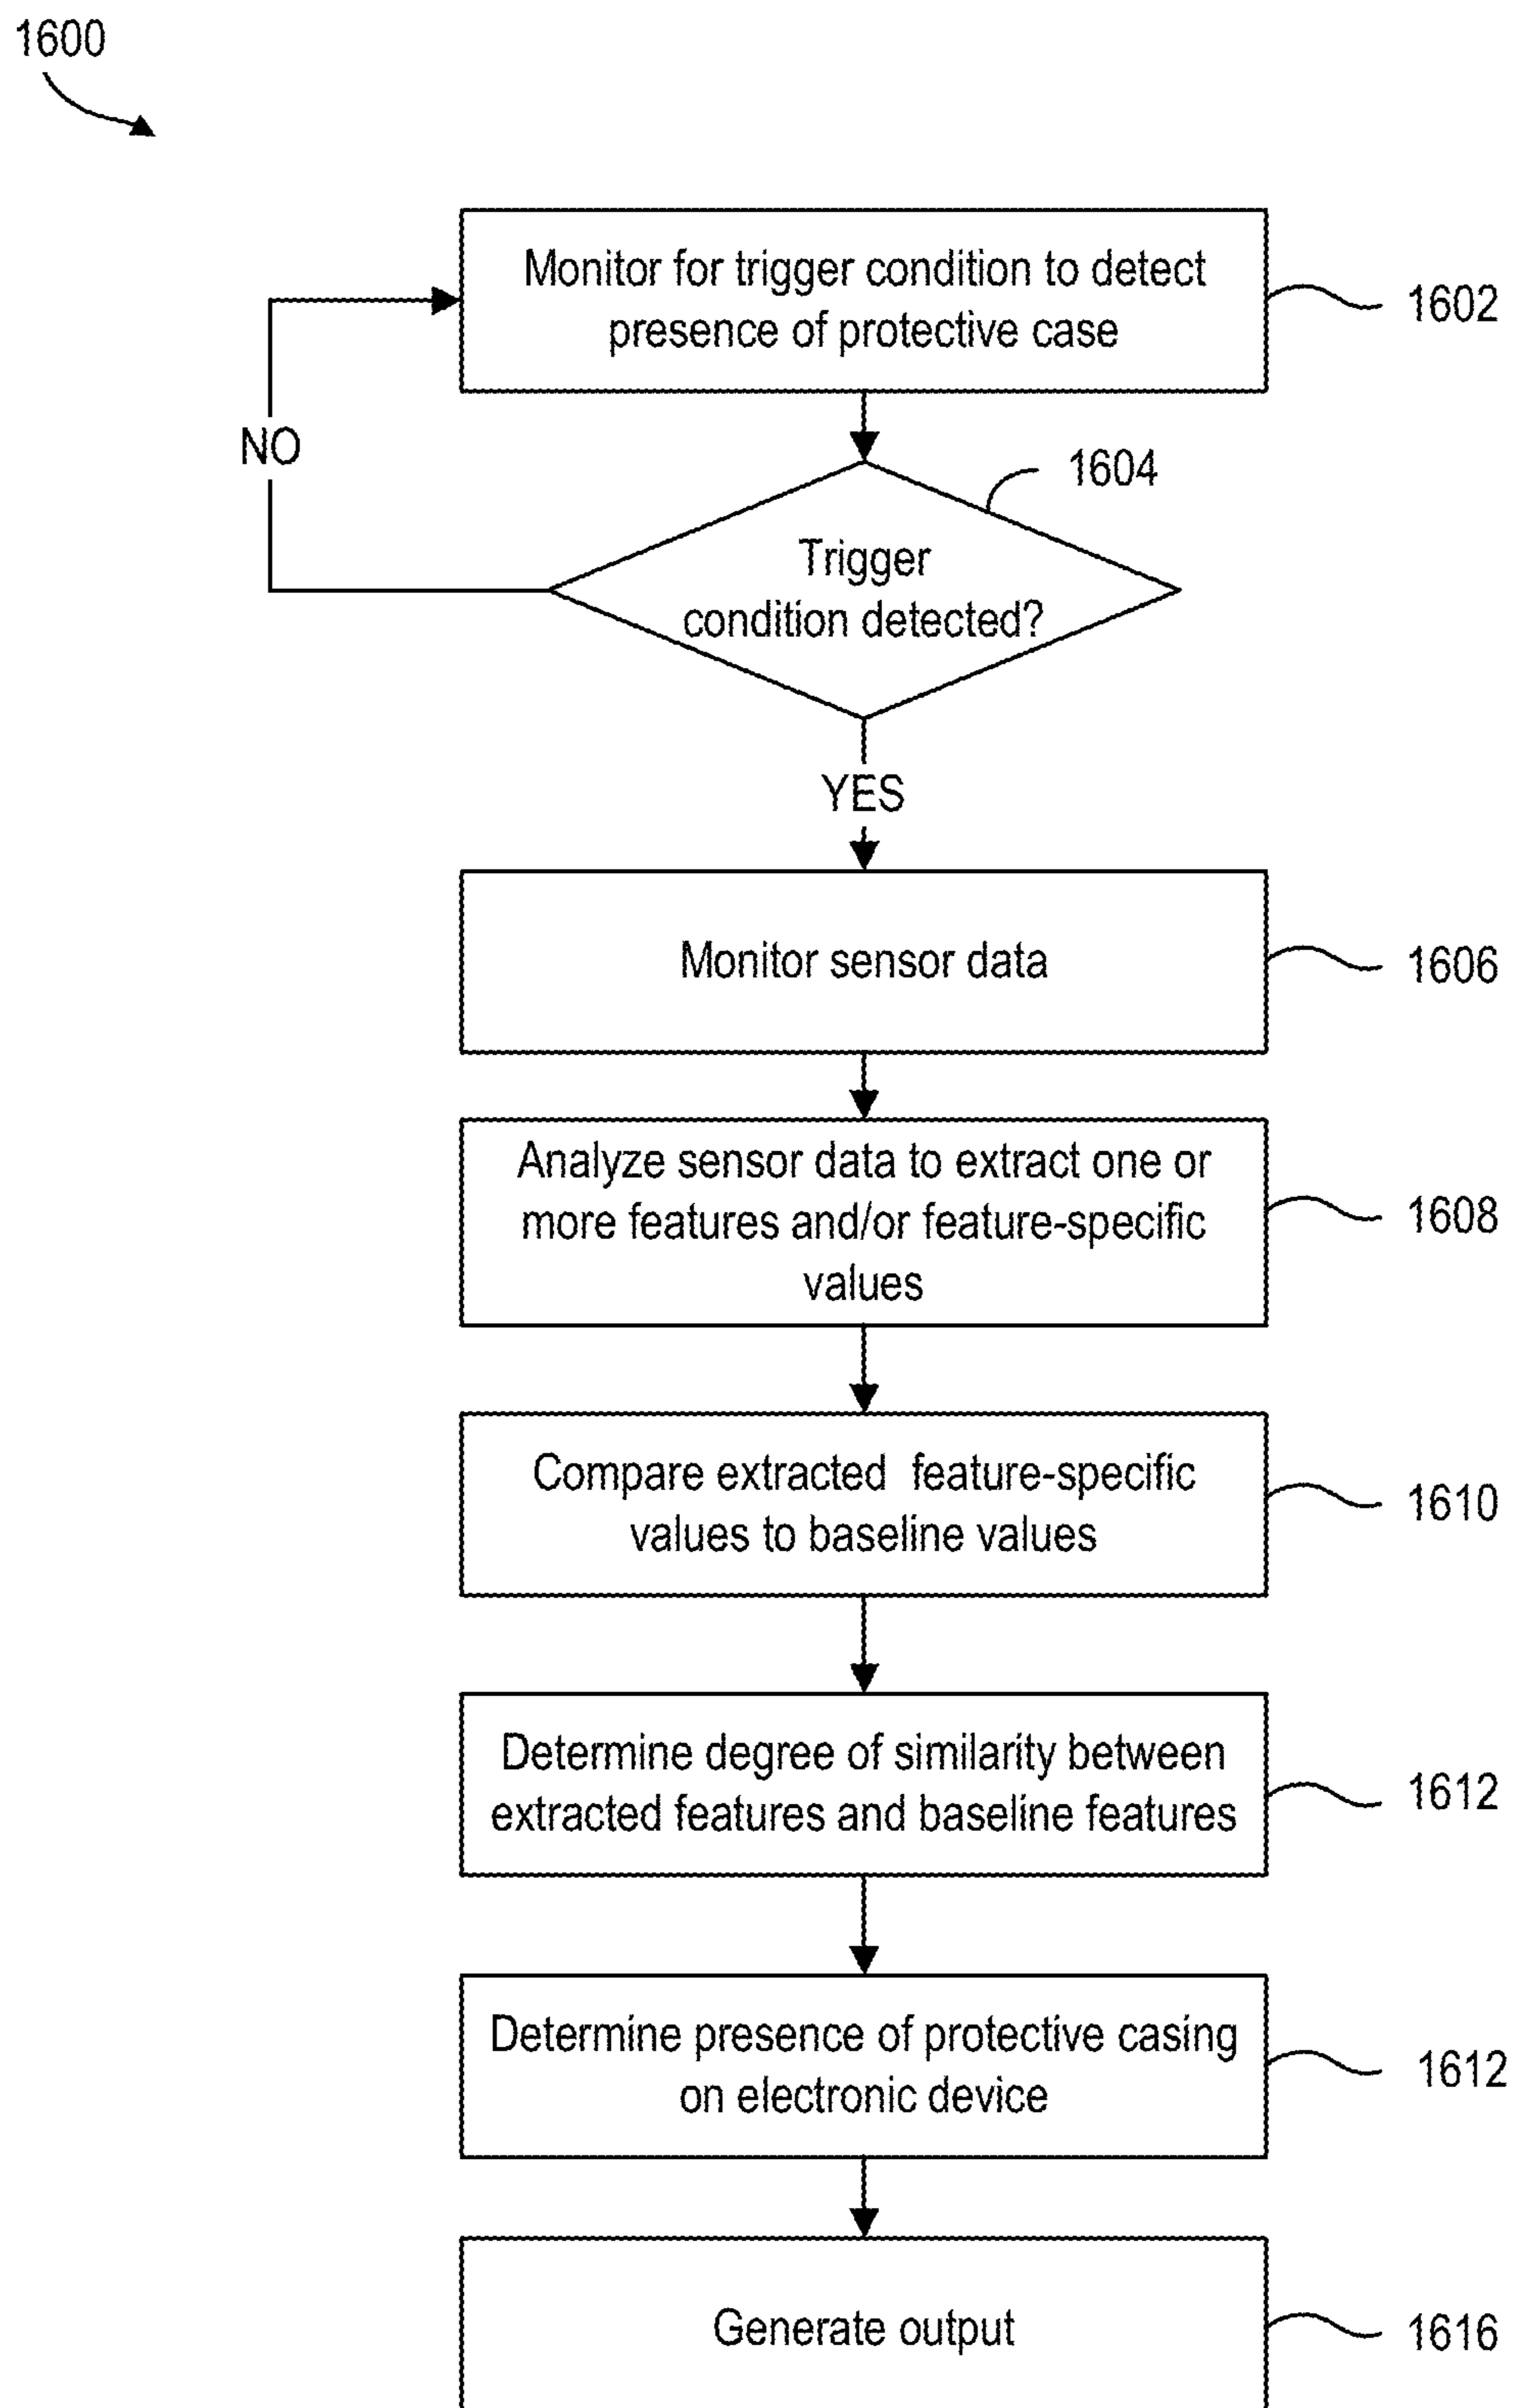 1600
Monitor for trigger condition to detect
presence of protective case
1602
NO
1604
Trigger
condition detected?
YES
Monitor sensor data
1606
Analyze sensor data to extract one or
more features and/or feature-specific
values
1608
Compare extracted feature-specific
values to baseline values
1610
Determine degree of similarity between
extracted features and baseline features
1612
Determine presence of protective casing
on electronic device
1612
Generate output
1616